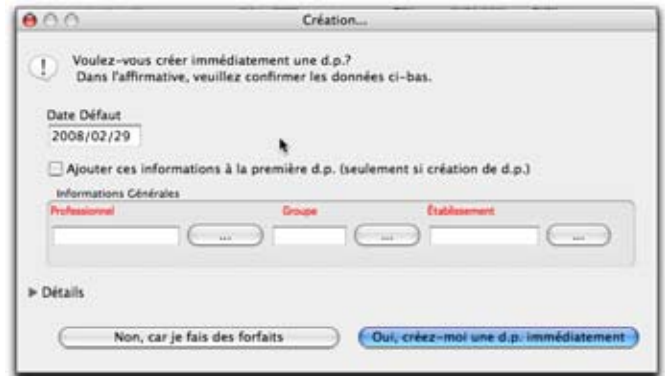 Création...
Voulez-vous créer immédiatement une d.p.?
Dans l'affirmative, veuillez confirmer les données ci-bas.
Date Défaut
2008/02/29
Ajouter ces informations à la première d.p. (seulement si création de d.p.)
Informations Générales
Professionnel Groupe Établissement
... ... ...
Détails
Non, car je fais des forfaits Oui, créez-moi une d.p. immédiatement